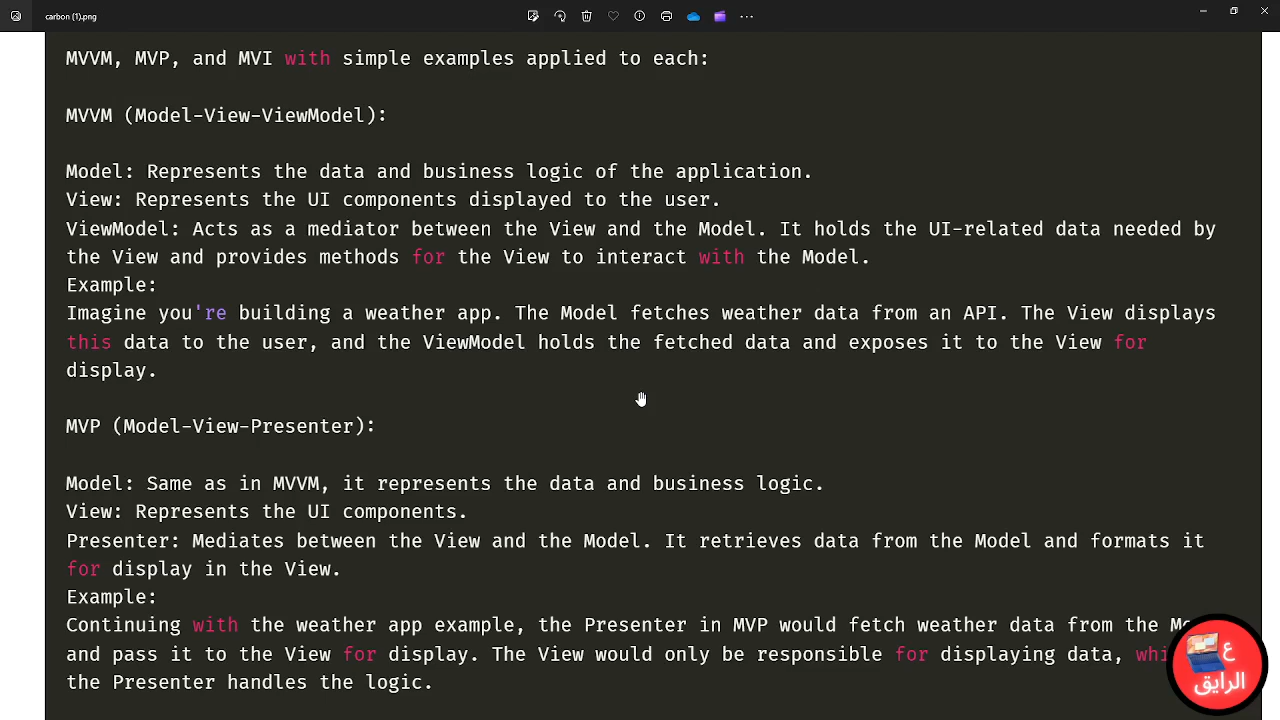 carbon (1).png
MVVM, MVP, and MVI with simple examples applied to each:
MVVM (Model-View-ViewModel):
Model: Represents the data and business logic of the application.
View: Represents the UI components displayed to the user.
ViewModel: Acts as a mediator between the View and the Model. It holds the UI-related data needed by
the View and provides methods for the View to interact with the Model.
Example:
Imagine you're building a weather app. The Model fetches weather data from an API. The View displays
this data to the user, and the ViewModel holds the fetched data and exposes it to the View for
display.
MVP (Model-View-Presenter):
Model: Same as in MVVM, it represents the data and business logic.
View: Represents the UI components.
Presenter: Mediates between the View and the Model. It retrieves data from the Model and formats it
for display in the View.
Example:
Continuing with the weather app example, the Presenter in MVP would fetch weather data from the
and pass it to the View for display. The View would only be responsible for displaying data,
the Presenter handles the logic.
ع
الرايق